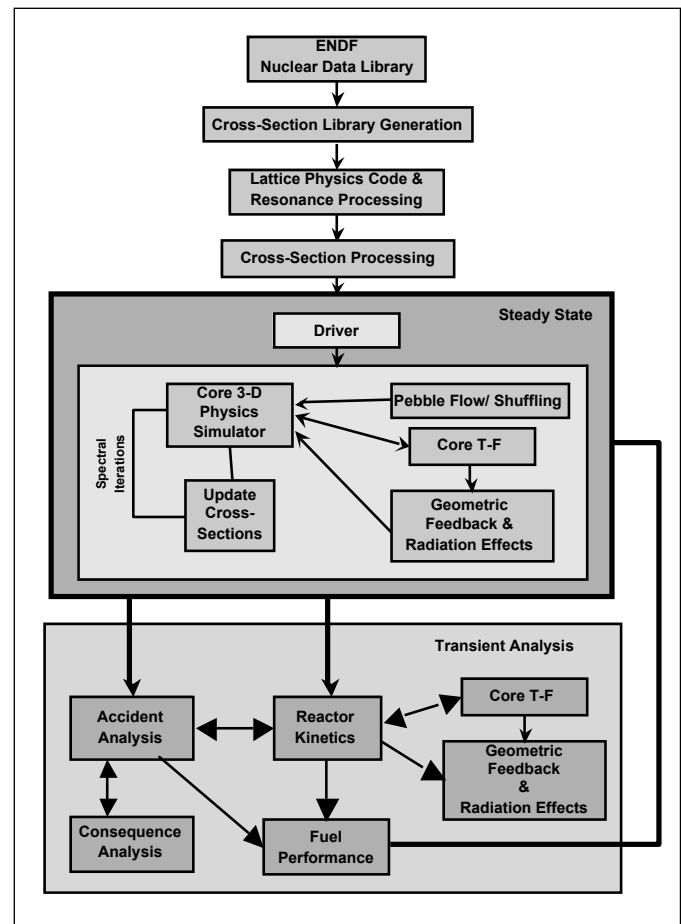 ENDF
Nuclear Data Library
Cross-Section Library Generation
Lattice Physics Code &
Resonance Processing
Cross-Section Processing
Steady State
Driver
Core 3-D
Physics
Simulator
Pebble Flow/ Shuffling
Core T-F
Spectral
Iterations
Update
Cross-
Sections
Geometric
Feedback &
Radiation Effects
Transient Analysis
Accident
Analysis
Reactor
Kinetics
Core T-F
Geometric
Feedback
&
Radiation Effects
Consequence
Analysis
Fuel
Performance